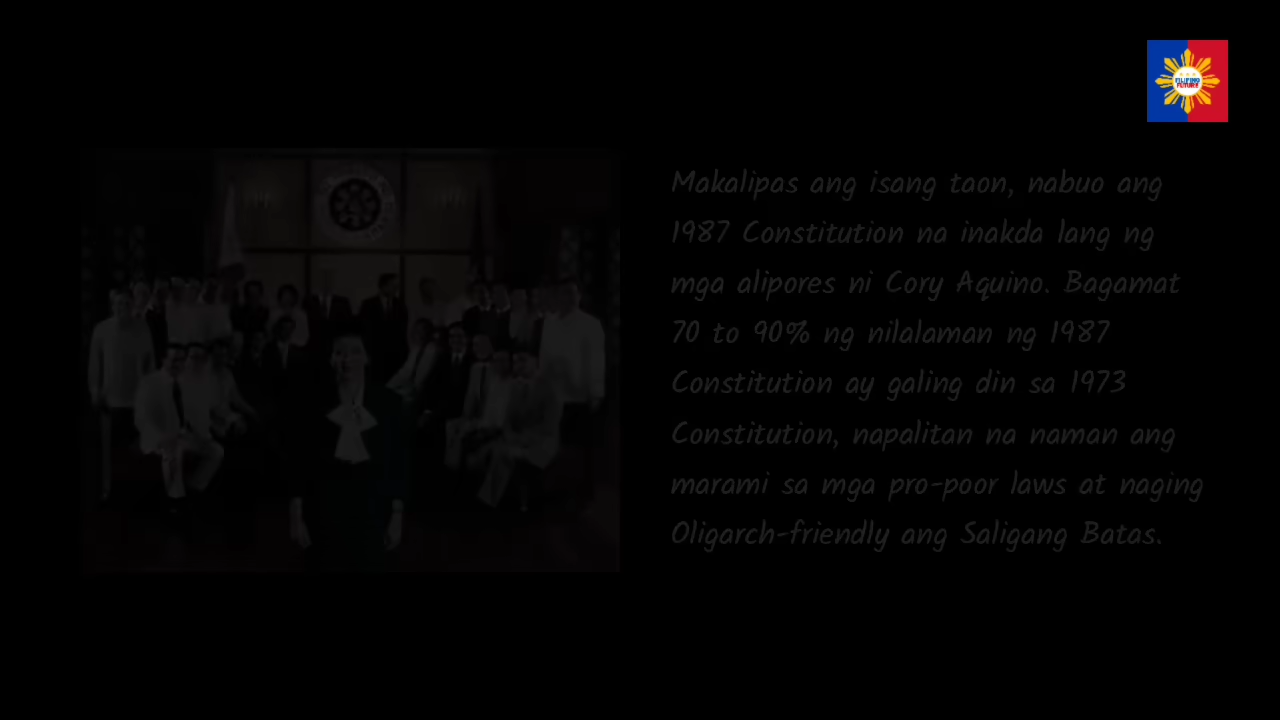 FILIPINO
FUTURE
Makalipas ang isang taon, nabuo ang
1987 Constitution na inakda lang ng
mga alipores ni Cory Aquino. Bagamat
70 to 90% ng nilalaman ng 1987
Constitution ay galing din sa 1973
Constitution, napalitan na naman ang
marami sa mga pro-poor laws at naging
Oligarch-friendly ang Saligang Batas.